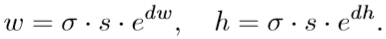 w = σ · s · e^{dw},   h = σ · s · e^{dh}.